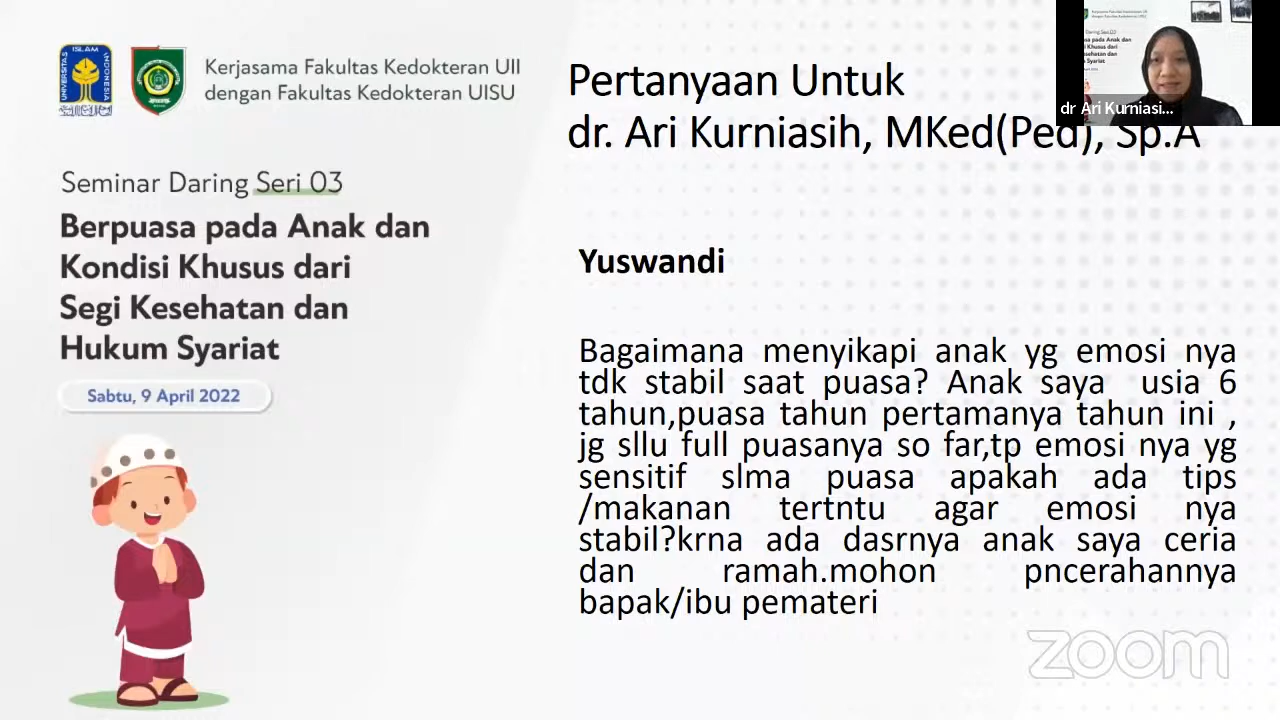 Kerjasama Fakultas Kedokteran UII
dengan Fakultas Kedokteran UISU
Seminar Daring Seri 03
Berpuasa pada Anak dan
Kondisi Khusus dari
Segi Kesehatan dan
Hukum Syariat
Sabtu, 9 April 2022
Pertanyaan Untuk
dr. Ari Kurniasih, MKed(Ped), Sp.A
dr Ari Kurniasi...
Yuswandi
Bagaimana menyikapi anak yg emosi nya
tdk stabil saat puasa? Anak saya usia 6
tahun,puasa tahun pertamanya tahun ini ,
jg sllu full puasanya so far,tp emosi nya yg
sensitif slma puasa apakah ada tips
/makanan tertntu agar emosi nya
stabil?krna ada dasrnya anak saya ceria
dan ramah.mohon pncerahannya
bapak/ibu pemateri
zoom